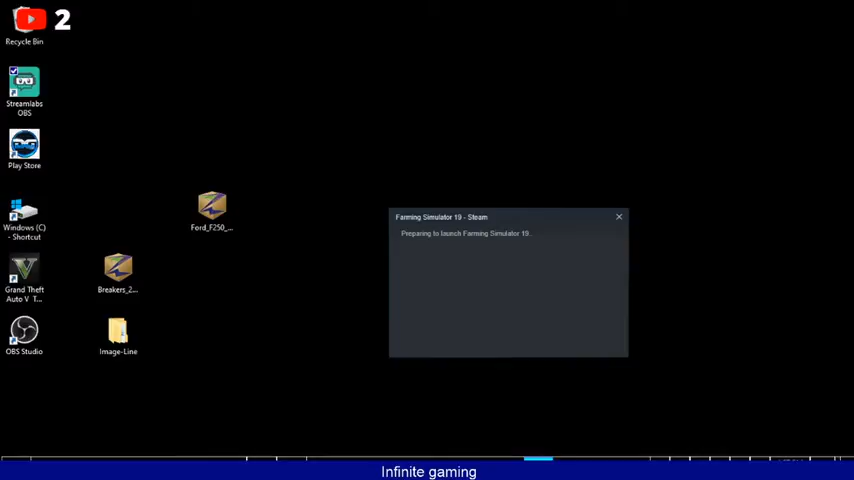 2
Recycle Bin
Streamlabs
OBS
Play Store
Windows (C)
- Shortcut
Grand Theft
Auto V T...
OBS Studio
Ford_F250_...
Breakers_2...
Image-Line
Farming Simulator 19 - Steam
Preparing to launch Farming Simulator 19.
Infinite gaming